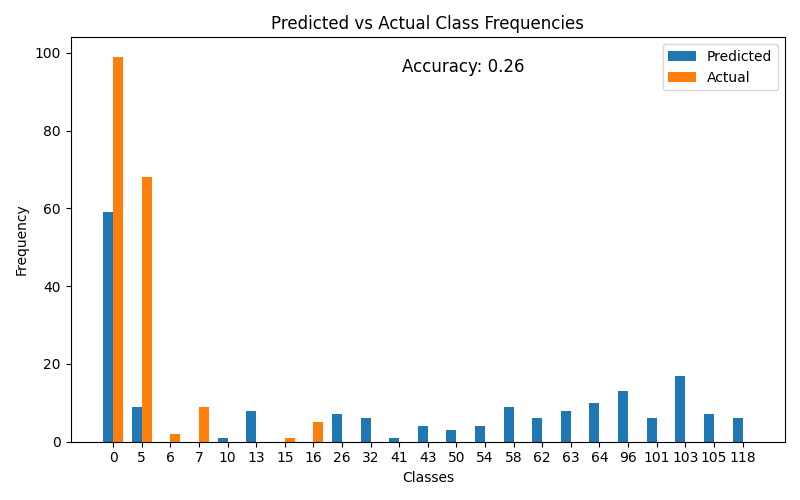 Predicted vs Actual Class Frequencies
Accuracy: 0.26
Predicted
Actual
Frequency
100
80
60
40
20
0
0 5 6 7 10 13 15 16 26 32 41 43 50 54 58 62 63 64 96 101 103 105 118
Classes